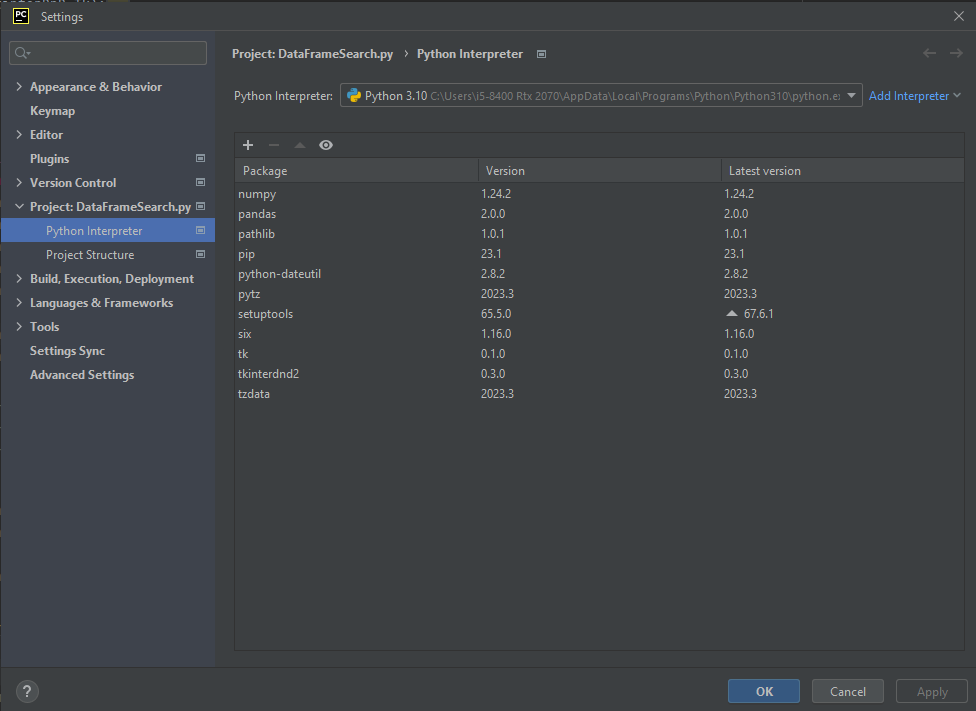 PC Settings
Appearance & Behavior
Keymap
Editor
Plugins
Version Control
Project: DataFrameSearch.py
Python Interpreter
Project Structure
Build, Execution, Deployment
Languages & Frameworks
Tools
Settings Sync
Advanced Settings
Project: DataFrameSearch.py › Python Interpreter
Python Interpreter: Python 3.10 C:\Users\i5-8400 Rtx 2070\AppData\Local\Programs\Python\Python310\python.e: Add Interpreter
Package Version Latest version
numpy 1.24.2 1.24.2
pandas 2.0.0 2.0.0
pathlib 1.0.1 1.0.1
pip 23.1 23.1
python-dateutil 2.8.2 2.8.2
pytz 2023.3 2023.3
setuptools 65.5.0 67.6.1
six 1.16.0 1.16.0
tk 0.1.0 0.1.0
tkinterdnd2 0.3.0 0.3.0
tzdata 2023.3 2023.3
? OK Cancel Apply